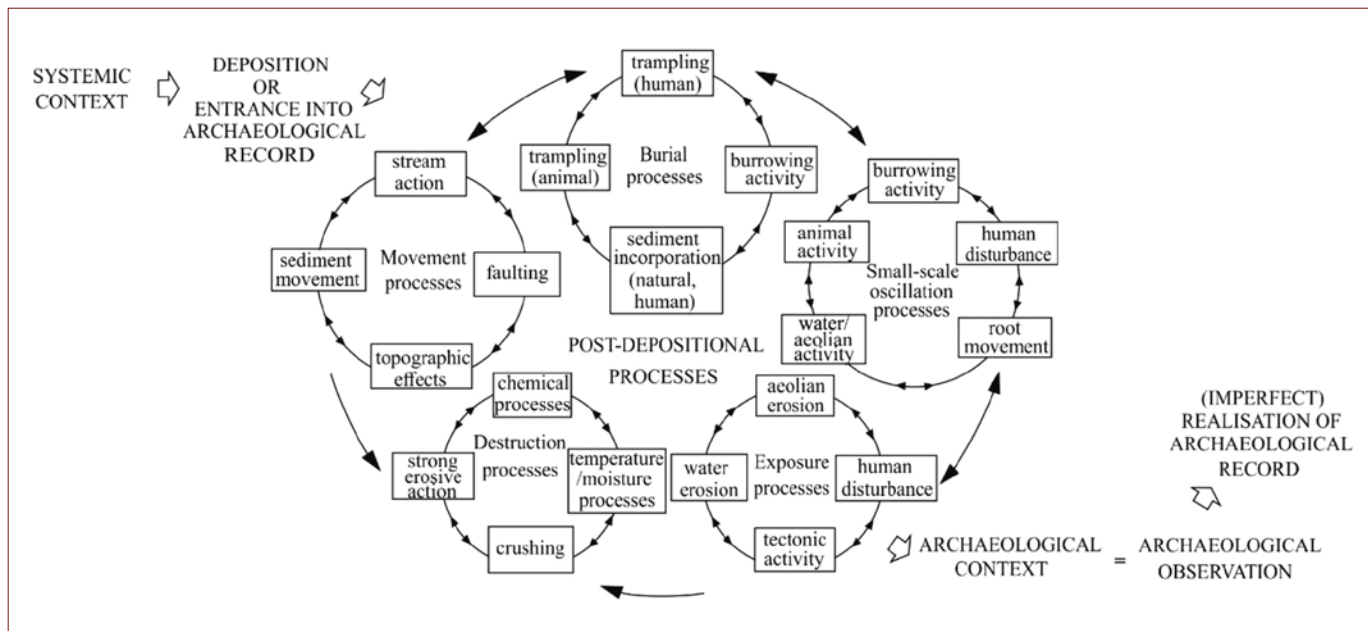 SYSTEMIC
CONTEXT
DEPOSITION
OR
ENTRANCE INTO
ARCHAEOLOGICAL
RECORD
trampling
(human)
trampling
(animal)
Burial
processes
burrowing
activity
sediment
incorporation
(natural,
human)
stream
action
sediment
movement
Movement
processes
faulting
topographic
effects
burrowing
activity
animal
activity
human
disturbance
Small-scale
oscillation
processes
water/
aeolian activity
root
movement
POST-DEPOSITIONAL
PROCESSES
chemical
processes
Destruction
processes
strong
erosive
action
temperature
/moisture
processes
crushing
aeolian
erosion
water
erosion
Exposure
processes
human
disturbance
tectonic
activity
(IMPERFECT)
REALISATION OF
ARCHAEOLOGICAL
RECORD
ARCHAEOLOGICAL
CONTEXT
=
ARCHAEOLOGICAL
OBSERVATION